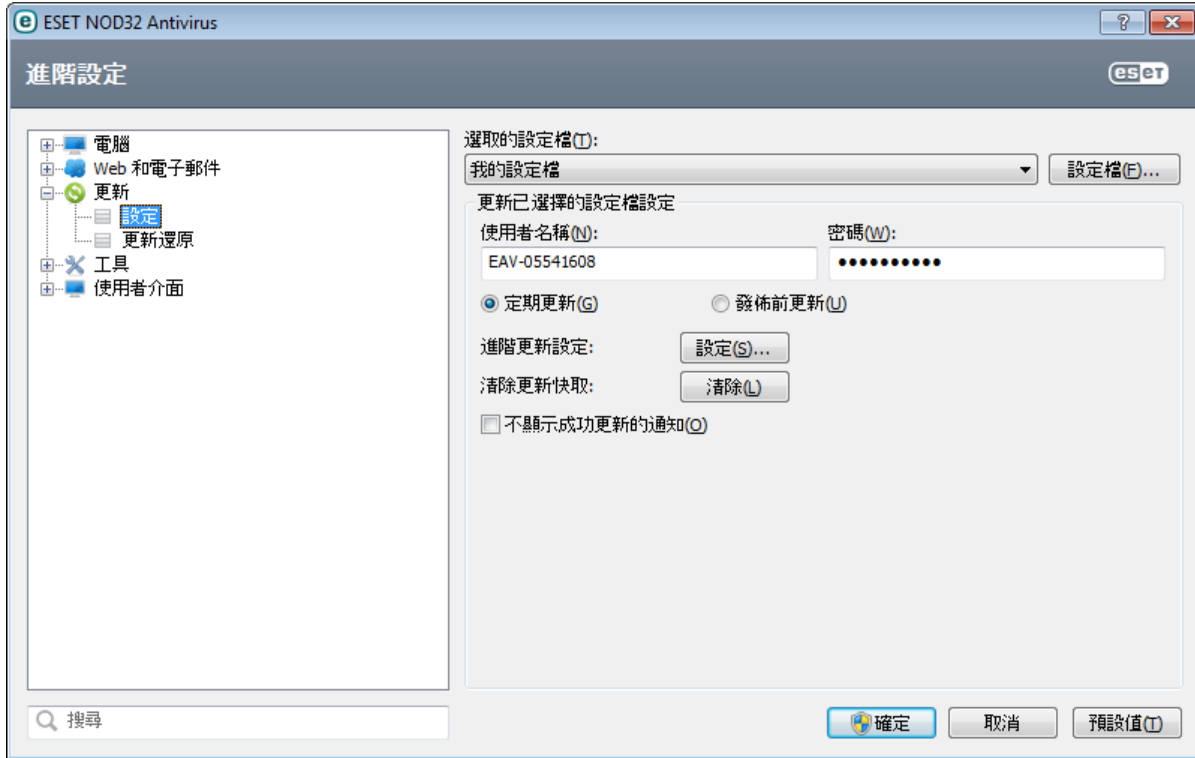 ESET NOD32 Antivirus
進階設定
eset
電腦
Web 和電子郵件
更新
設定
更新還原
工具
使用者介面
搜尋
選取的設定檔(T):
我的設定檔
設定檔(F)...
更新已選擇的設定檔設定
使用者名稱(N):
密碼(W):
EAV-05541608
●●●●●●●●●●
定期更新(G)
發佈前更新(U)
進階更新設定:
設定(S)...
清除更新快取:
清除(L)
不顯示成功更新的通知(O)
確定
取消
預設值(T)